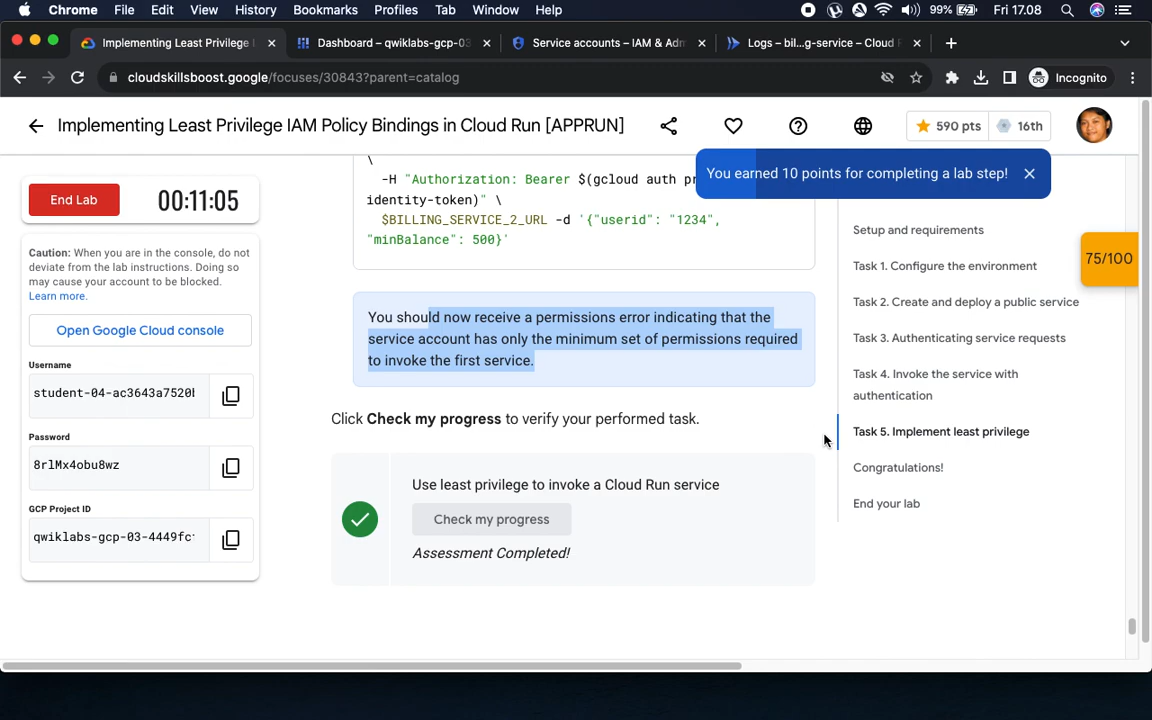 Chrome File Edit View History Bookmarks Profiles Tab Window Help 99% Fri 17.08
Implementing Least Privilege I
Dashboard – qwiklabs-gcp-03
Service accounts – IAM & Adm
Logs – bil...g-service – Cloud R
cloudskillsboost.google/focuses/30843?parent=catalog
Incognito
Implementing Least Privilege IAM Policy Bindings in Cloud Run [APPRUN]
590 pts
16th
You earned 10 points for completing a lab step!
75/100
End Lab
00:11:05
Caution: When you are in the console, do not
deviate from the lab instructions. Doing so
may cause your account to be blocked.
Learn more.
Open Google Cloud console
Username
student-04-ac3643a7520
Password
8rlMx4obu8wz
GCP Project ID
qwiklabs-gcp-03-4449fc
\
-H "Authorization: Bearer $(gcloud auth pr
identity-token)" \
$BILLING_SERVICE_2_URL -d '{"userid": "1234",
"minBalance": 500}'
You should now receive a permissions error indicating that the
service account has only the minimum set of permissions required
to invoke the first service.
Click Check my progress to verify your performed task.
Use least privilege to invoke a Cloud Run service
Check my progress
Assessment Completed!
Setup and requirements
Task 1. Configure the environment
Task 2. Create and deploy a public service
Task 3. Authenticating service requests
Task 4. Invoke the service with
authentication
Task 5. Implement least privilege
Congratulations!
End your lab